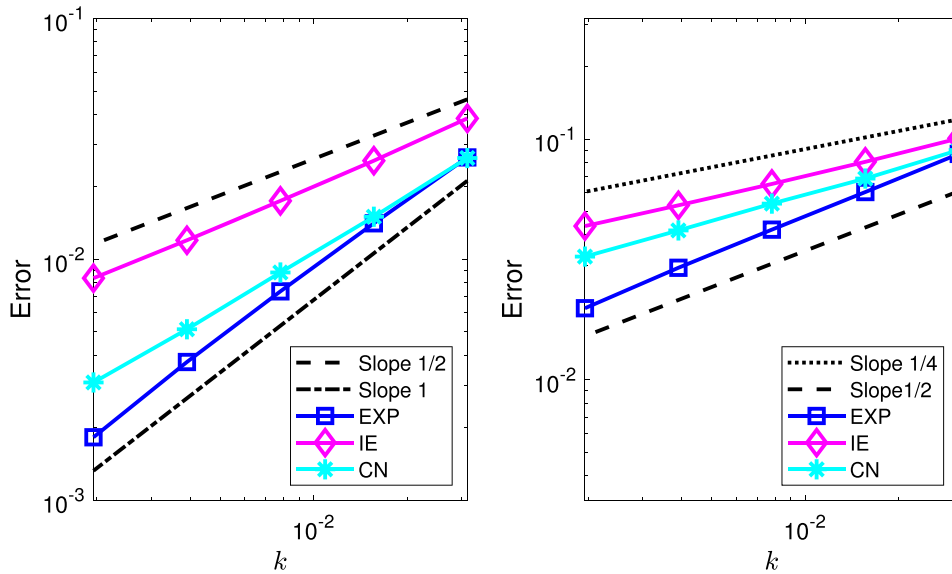 10^-1
10^-2
10^-3
Error
10^-2
k
Slope 1/2
Slope 1
EXP
IE
CN
10^-1
10^-2
Error
10^-2
k
Slope 1/4
Slope1/2
EXP
IE
CN